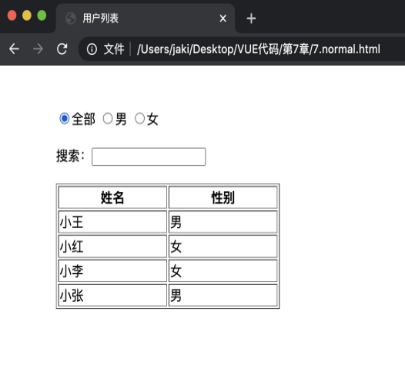 用户列表
文件 | /Users/jaki/Desktop/VUE代码/第7章/7.normal.html
全部 男 女
搜索：
姓名 性别
小王 男
小红 女
小李 女
小张 男